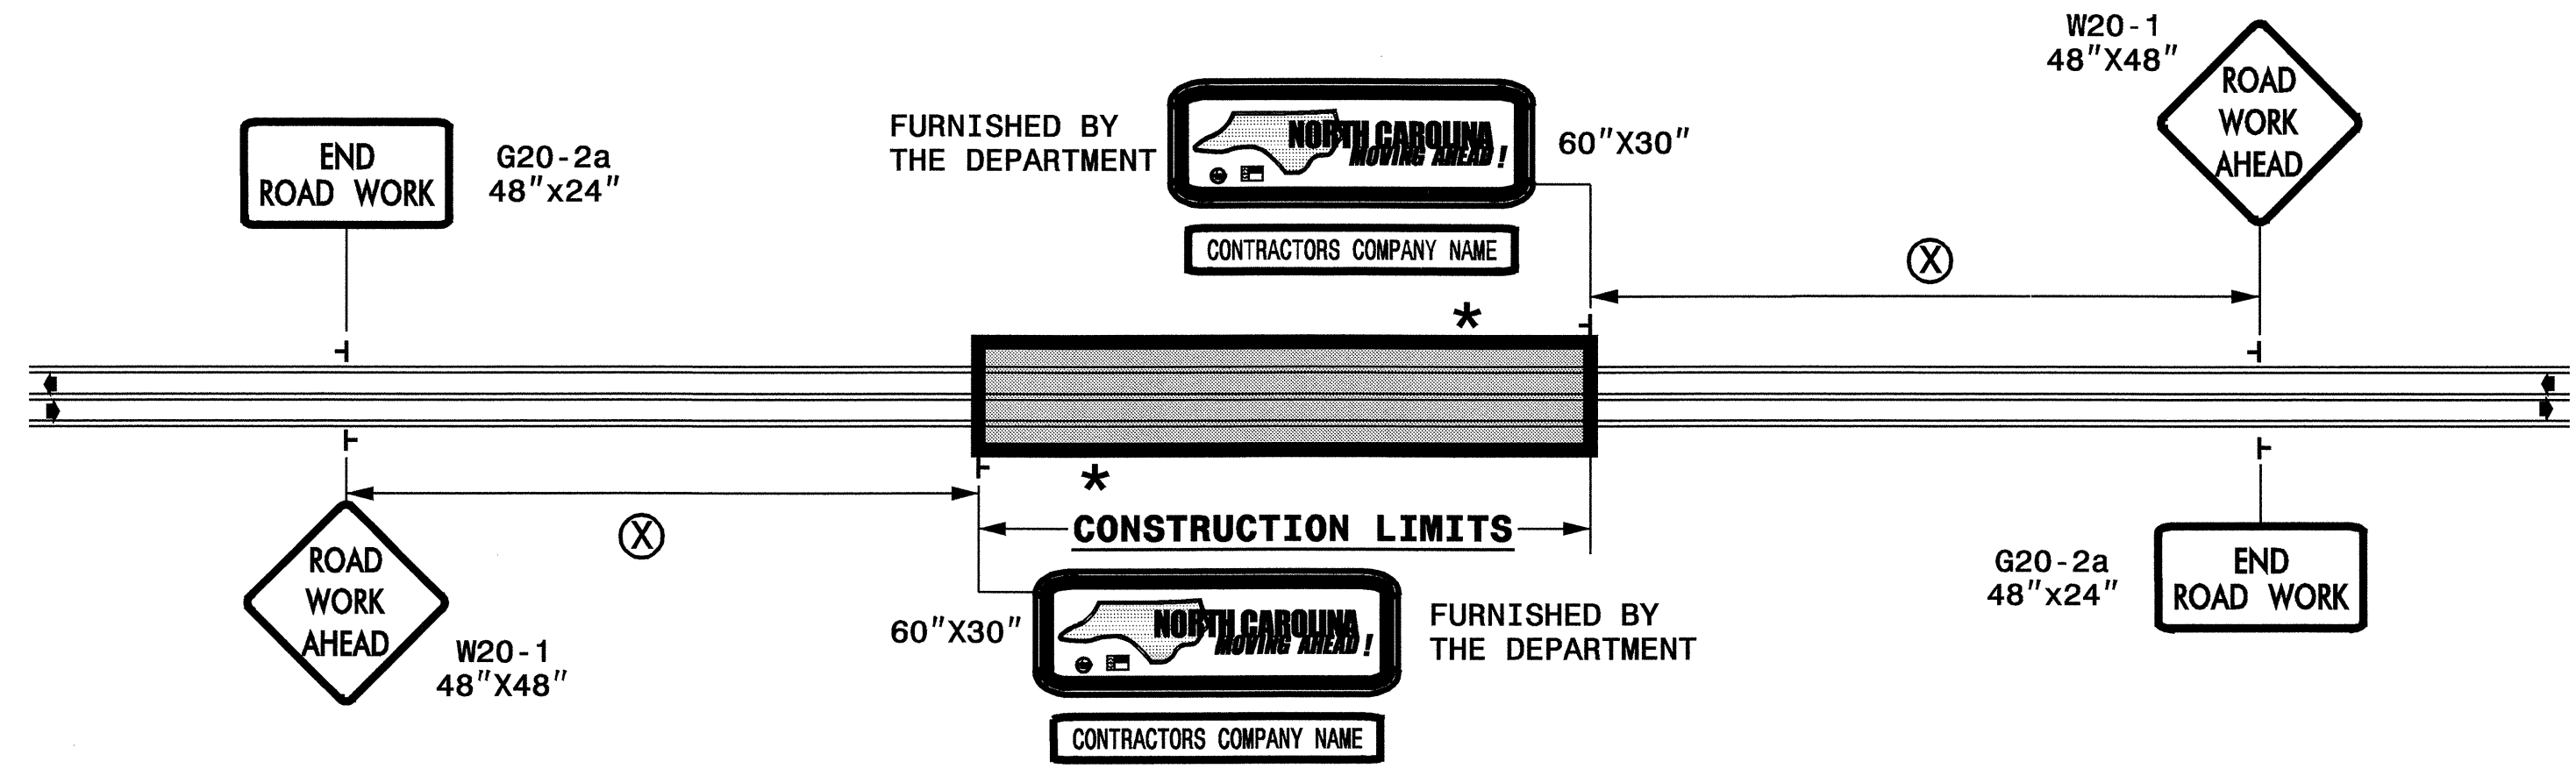 W20-1
48"X48"
ROAD
WORK
AHEAD
FURNISHED BY
THE DEPARTMENT
NORTH CAROLINA
MOVING AHEAD!
60"X30"
END
ROAD WORK
G20-2a
48"x24"
CONTRACTORS COMPANY NAME
X
*
*
X
CONSTRUCTION LIMITS
ROAD
WORK
AHEAD
W20-1
48"X48"
60"X30"
NORTH CAROLINA
MOVING AHEAD!
FURNISHED BY
THE DEPARTMENT
G20-2a
48"x24"
END
ROAD WORK
CONTRACTORS COMPANY NAME